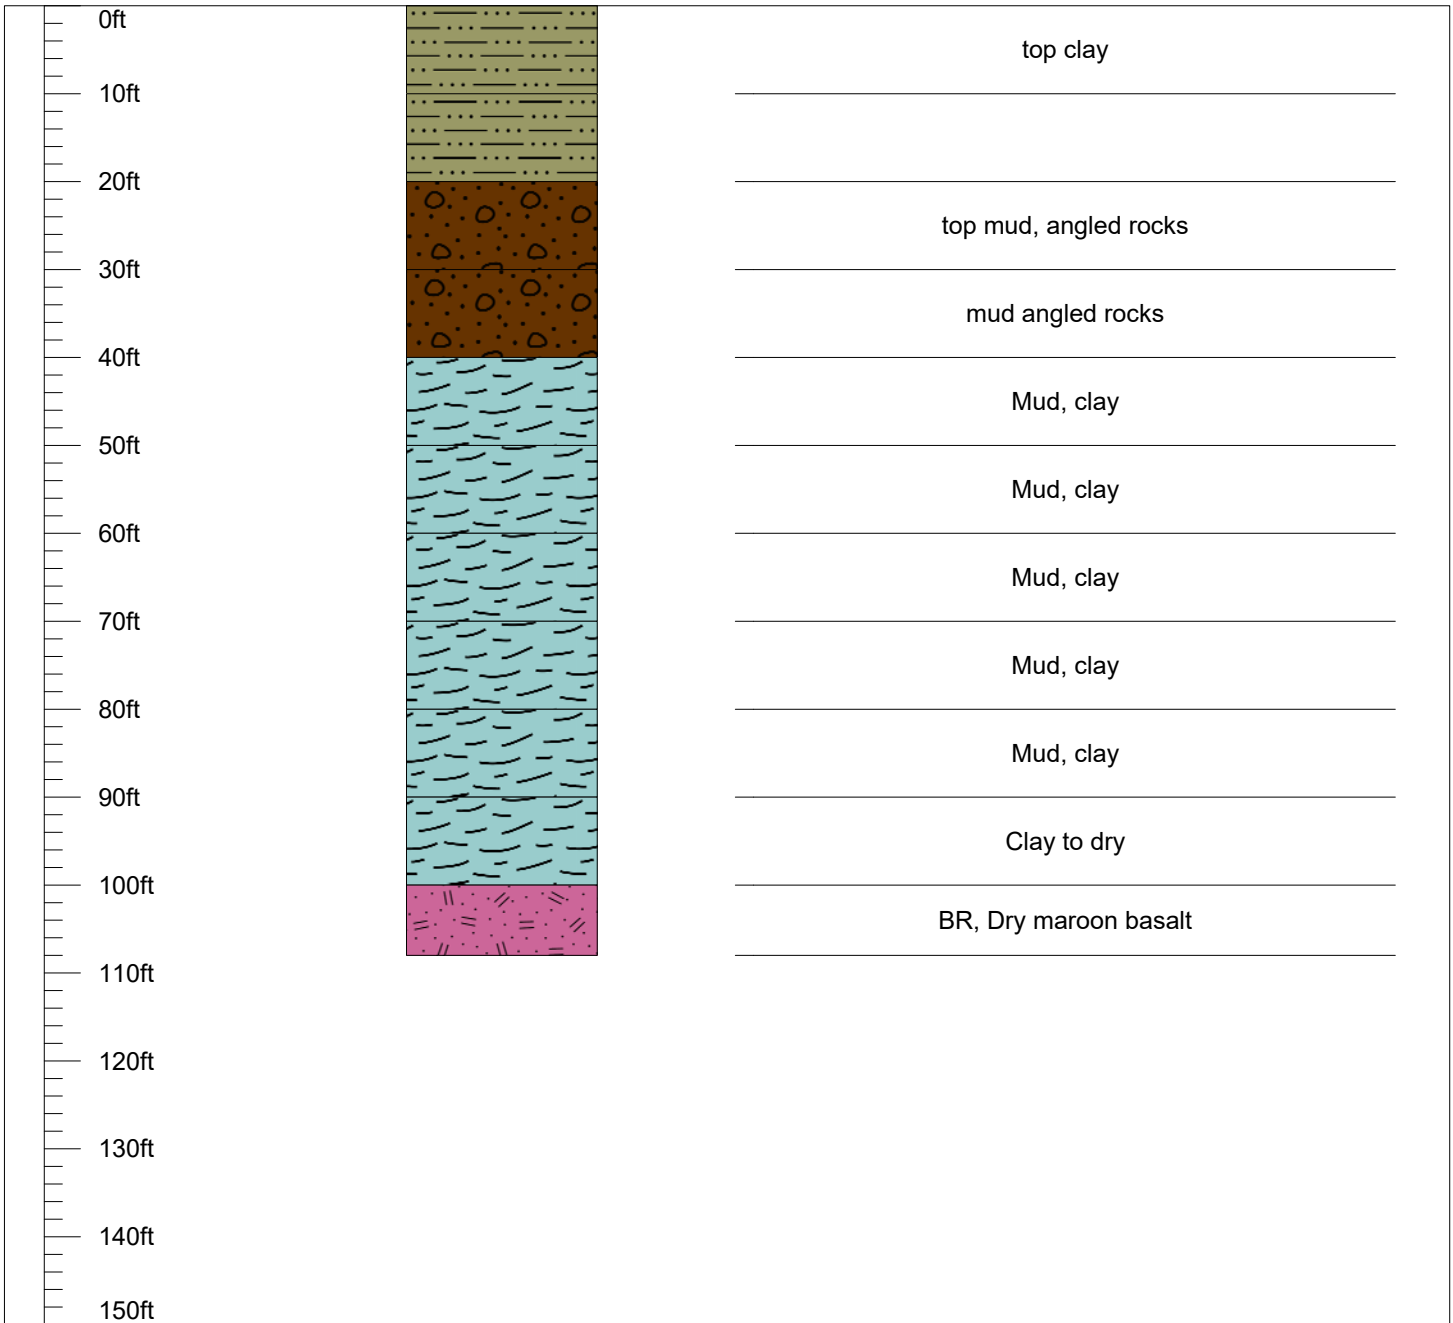 0ft
top clay
10ft
20ft
top mud, angled rocks
30ft
mud angled rocks
40ft
Mud, clay
50ft
Mud, clay
60ft
Mud, clay
70ft
Mud, clay
80ft
Mud, clay
90ft
Clay to dry
100ft
BR, Dry maroon basalt
110ft
120ft
130ft
140ft
150ft